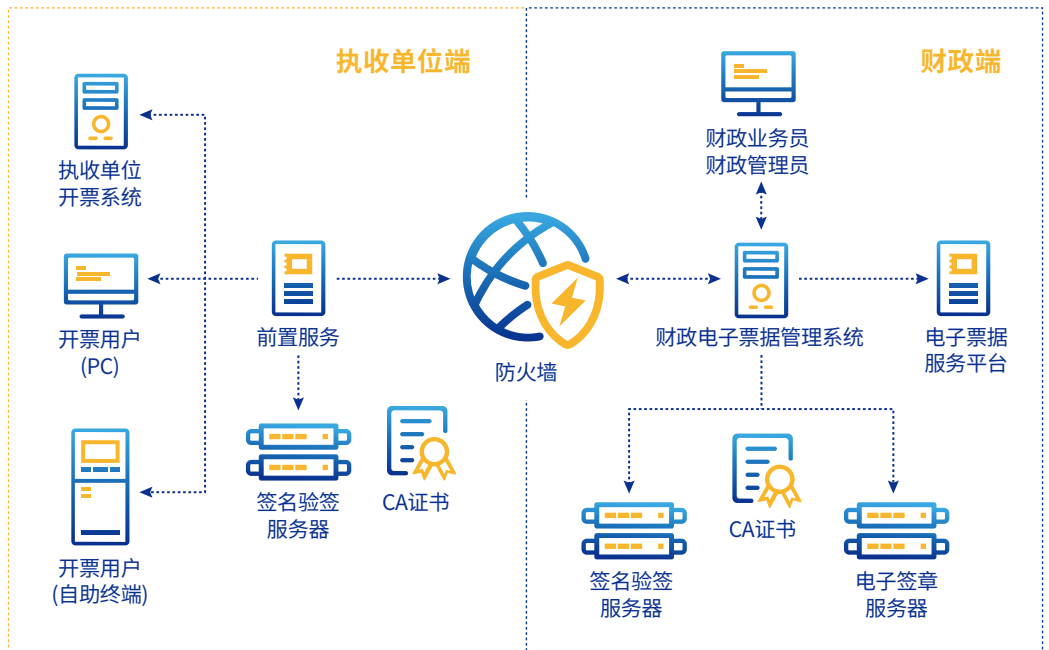 执收单位端
执收单位
开票系统
开票用户
(PC)
开票用户
(自助终端)
前置服务
签名验签
服务器
CA证书
防火墙
财政端
财政业务员
财政管理员
财政电子票据管理系统
电子票据
服务平台
CA证书
签名验签
服务器
电子签章
服务器